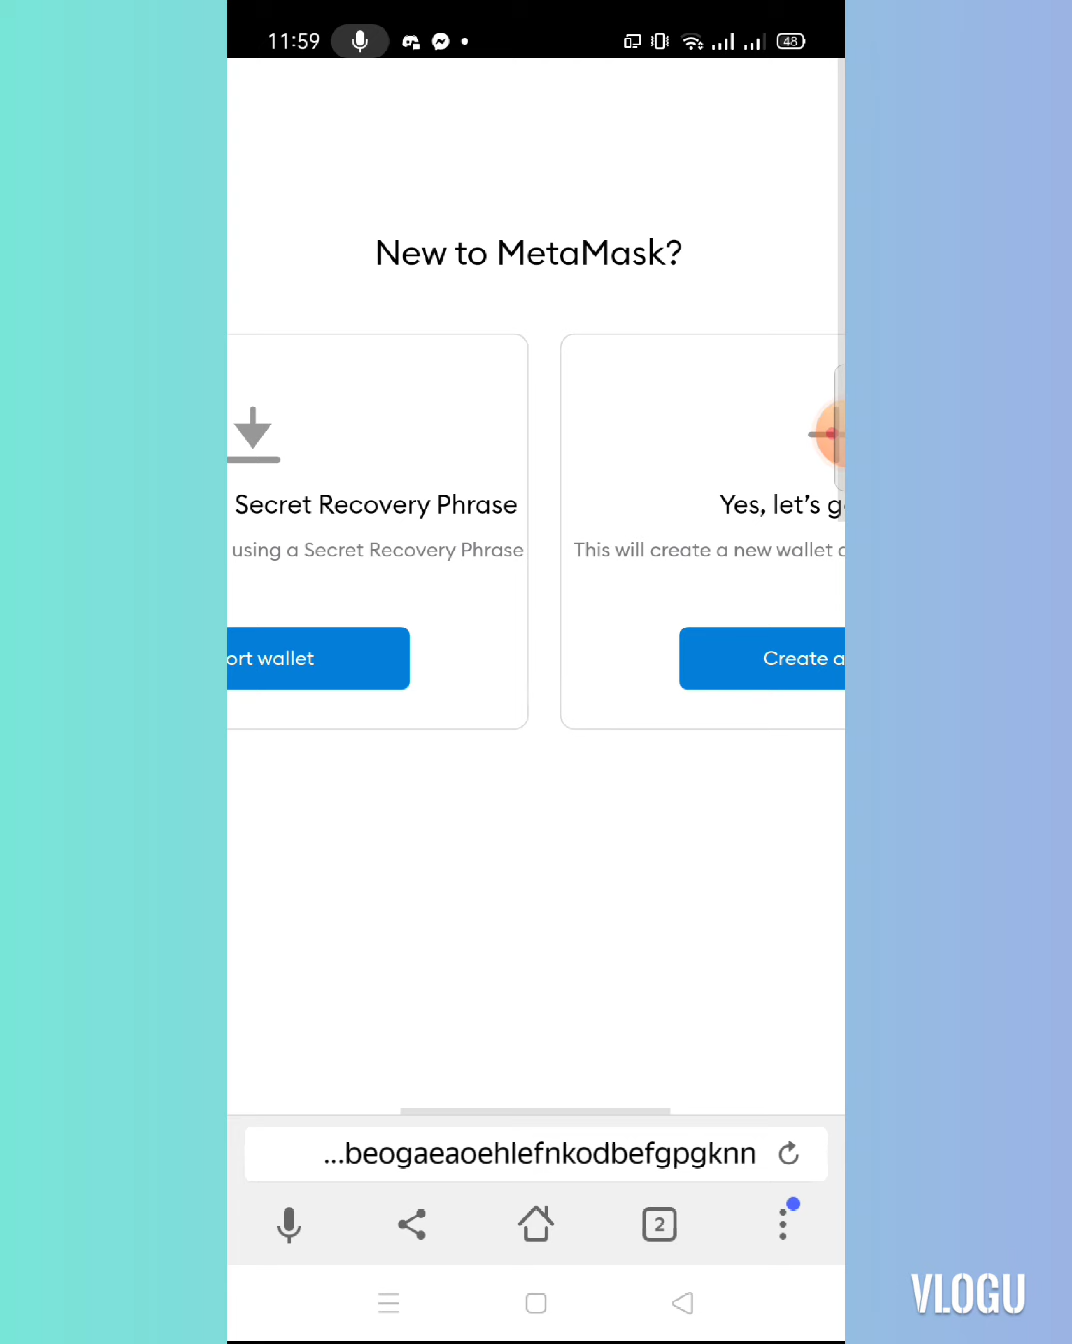 11:59
48
New to MetaMask?
Secret Recovery Phrase
Yes, let's g
using a Secret Recovery Phrase
This will create a new wallet
ort wallet
Create a
...beogaeaoehlefnkodbefgpgknn
2
VLOGU